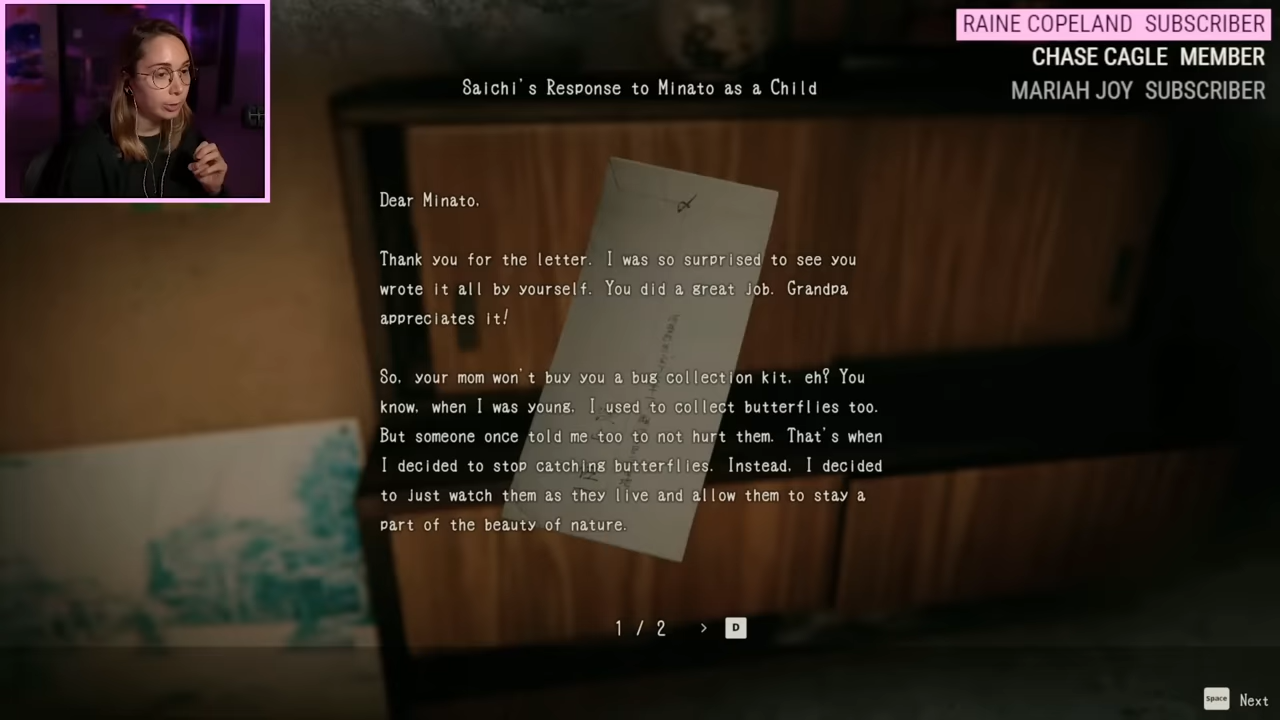 RAINE COPELAND SUBSCRIBER
CHASE CAGLE MEMBER
MARIAH JOY SUBSCRIBER
Saichi's Response to Minato as a Child
Dear Minato,
Thank you for the letter. I was so surprised to see you
wrote it all by yourself. You did a great job. Grandpa
appreciates it!
So, your mom won't buy you a bug collection kit, eh? You
know, when I was young, I used to collect butterflies too.
But someone once told me too to not hurt them. That's when
I decided to stop catching butterflies. Instead, I decided
to just watch them as they live and allow them to stay a
part of the beauty of nature.
1 / 2 > D
Space Next